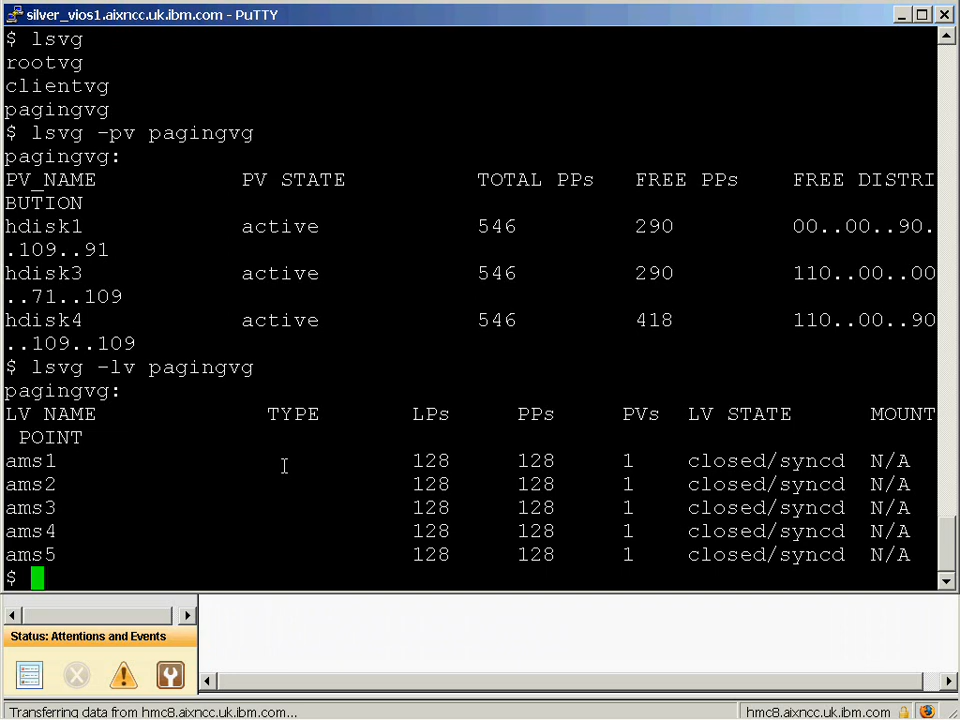 silver_vios1.aixncc.uk.ibm.com - PuTTY
$ lsvg
rootvg
clientvg
pagingvg
$ lsvg -pv pagingvg
pagingvg:
PV_NAME PV STATE TOTAL PPs FREE PPs FREE DISTRI
BUTION
hdisk1 active 546 290 00..00..90.
.109..91
hdisk3 active 546 290 110..00..00
..71..109
hdisk4 active 546 418 110..00..90
..109..109
$ lsvg -lv pagingvg
pagingvg:
LV NAME TYPE LPs PPs PVs LV STATE MOUNT
POINT
ams1 128 128 1 closed/syncd N/A
ams2 128 128 1 closed/syncd N/A
ams3 128 128 1 closed/syncd N/A
ams4 128 128 1 closed/syncd N/A
ams5 128 128 1 closed/syncd N/A
$
Status: Attentions and Events
Transferring data from hmc8.aixncc.uk.ibm.com... hmc8.aixncc.uk.ibm.com